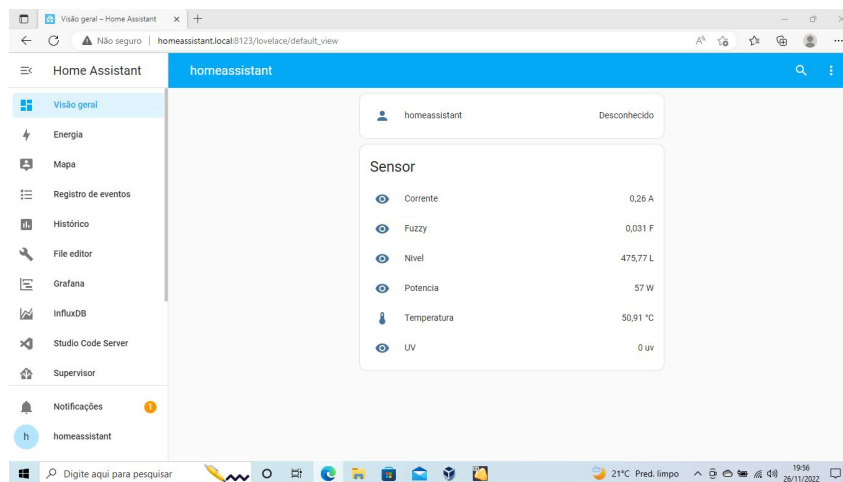 Visão geral – Home Assistant
Não seguro
homeassistant.local:8123/lovelace/default_view
Home Assistant
homeassistant
Visão geral
Energia
Mapa
Registro de eventos
Histórico
File editor
Grafana
InfluxDB
Studio Code Server
Supervisor
Notificações
1
h
homeassistant
homeassistant
Desconhecido
Sensor
Corrente
0,26 A
Fuzzy
0,031 F
Nivel
475,77 L
Potencia
57 W
Temperatura
50,91 °C
UV
0 uv
Digite aqui para pesquisar
21°C Pred. limpo
19:56
26/11/2022